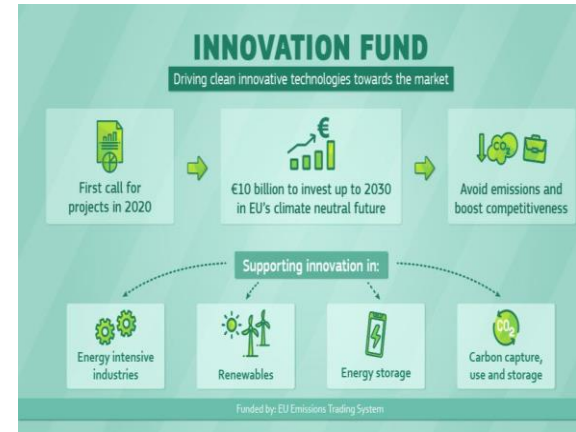 INNOVATION FUND
Driving clean innovative technologies towards the market
€
CO2
First call for
projects in 2020
€10 billion to invest up to 2030
in EU's climate neutral future
Avoid emissions and
boost competitiveness
Supporting innovation in:
CO2
Energy intensive
industries
Renewables
Energy storage
Carbon capture,
use and storage
Funded by: EU Emissions Trading System